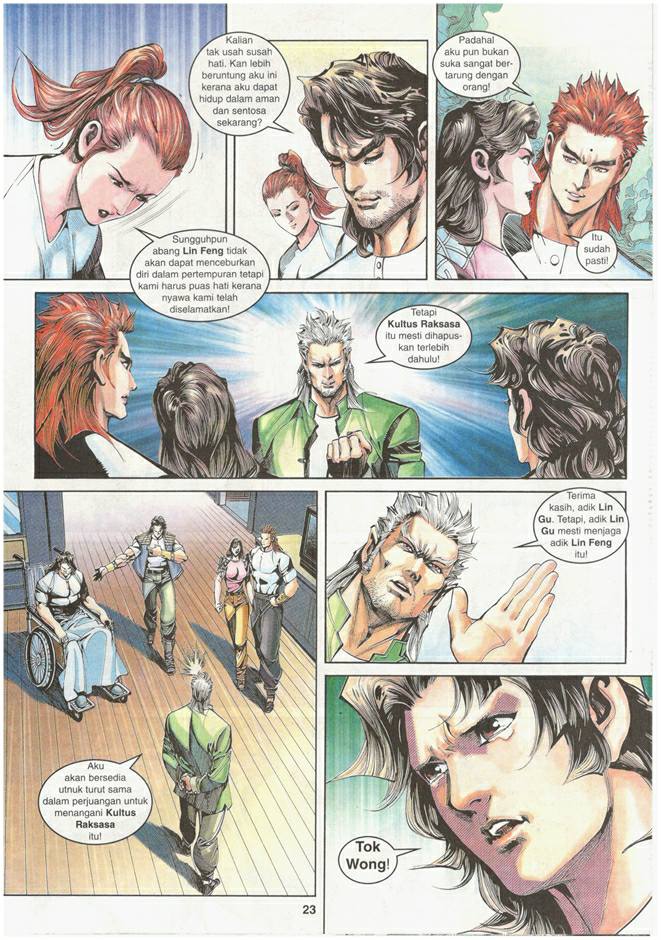 Kalian
tak usah susah
hati. Kan lebih
beruntung aku ini
kerana aku dapat
hidup dalam aman
dan sentosa
sekarang?
Padahal
aku pun bukan
suka sangat ber-
tarung dengan
orang!
Itu
sudah
pasti!
Sungguhpun
abang Lin Feng tidak
akan dapat menceburkan
diri dalam pertempuran tetapi
kami harus puas hati kerana
nyawa kami telah
diselamatkan!
Tetapi
Kultus Raksasa
itu mesti dihapus-
kan terlebih
dahulu!
Aku
akan bersedia
utnuk turut sama
dalam perjuangan untuk
menangani Kultus
Raksasa
itu!
Terima
kasih, adik Lin
Gu. Tetapi, adik Lin
Gu mesti menjaga
adik Lin Feng
itu!
Tok
Wong!
23